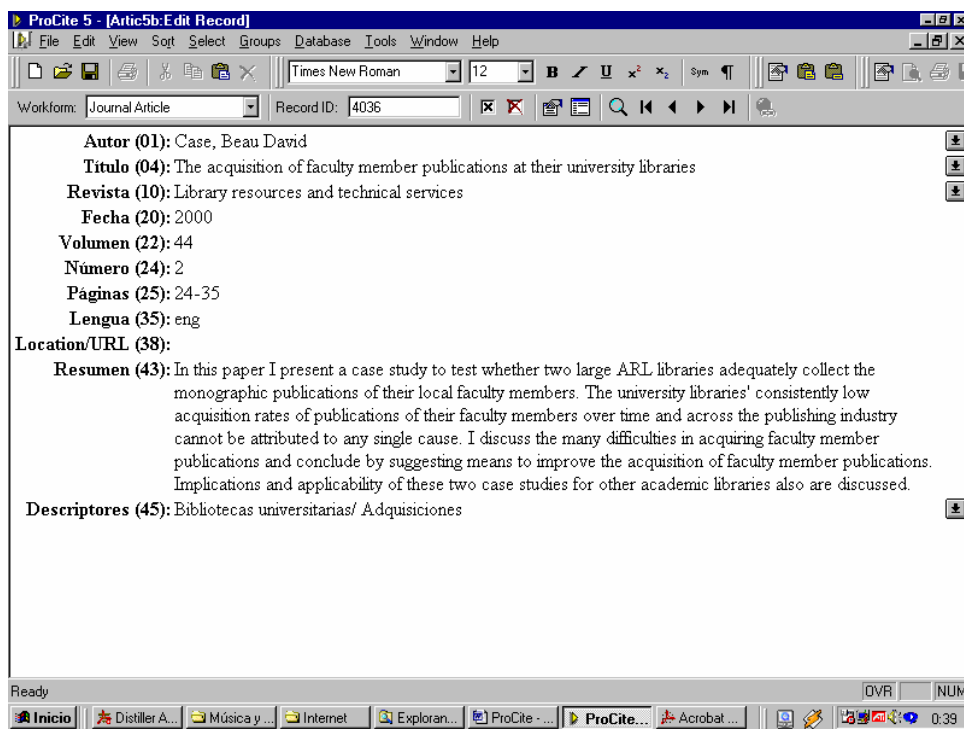 ProCite 5 - [Artic5b:Edit Record]
File Edit View Sort Select Groups Database Tools Window Help
Times New Roman 12 B I U x² x₂ Sym ¶
Workform: Journal Article Record ID: 4036
Autor (01): Case, Beau David
Título (04): The acquisition of faculty member publications at their university libraries
Revista (10): Library resources and technical services
Fecha (20): 2000
Volumen (22): 44
Número (24): 2
Páginas (25): 24-35
Lengua (35): eng
Location/URL (38):
Resumen (43): In this paper I present a case study to test whether two large ARL libraries adequately collect the
monographic publications of their local faculty members. The university libraries' consistently low
acquisition rates of publications of their faculty members over time and across the publishing industry
cannot be attributed to any single cause. I discuss the many difficulties in acquiring faculty member
publications and conclude by suggesting means to improve the acquisition of faculty member publications.
Implications and applicability of these two case studies for other academic libraries also are discussed.
Descriptores (45): Bibliotecas universitarias/ Adquisiciones
Ready OVR NUM
Inicio Distiller A... Música y ... Internet Exploran... ProCite - ... ProCite... Acrobat ... 0:39